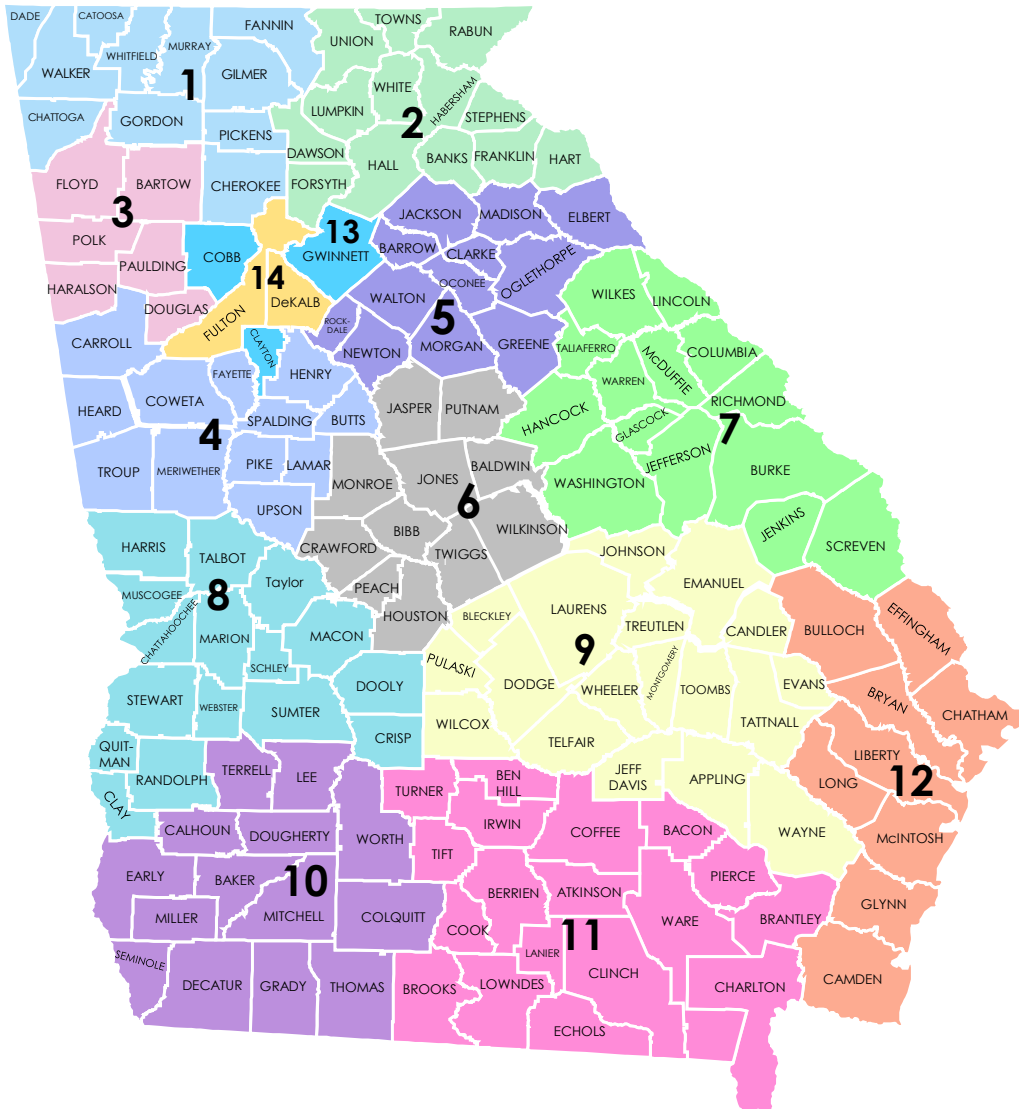 DADE
CATOOSA
FANNIN
TOWNS
UNION
RABUN
WHITFIELD
MURRAY
WALKER
1
GILMER
WHITE
HABERSHAM
LUMPKIN
2
STEPHENS
CHATTOGA
GORDON
PICKENS
DAWSON
HALL
BANKS
FRANKLIN
HART
FLOYD
BARTOW
CHEROKEE
FORSYTH
3
JACKSON
MADISON
ELBERT
13
POLK
COBB
GWINNETT
BARROW
CLARKE
OGLETHORPE
PAULDING
14
OCONEE
HARALSON
DeKALB
WALTON
WILKES
LINCOLN
DOUGLAS
FULTON
ROCK-
DALE
5
CARROLL
CLAYTON
NEWTON
MORGAN
GREENE
TALIAFERRO
McDUFFIE
COLUMBIA
FAYETTE
HENRY
WARREN
HEARD
COWETA
SPALDING
BUTTS
JASPER
PUTNAM
HANCOCK
GLASCOCK
RICHMOND
4
7
TROUP
MERIWETHER
PIKE
LAMAR
MONROE
JONES
BALDWIN
WASHINGTON
JEFFERSON
BURKE
6
UPSON
BIBB
WILKINSON
JENKINS
SCREVEN
HARRIS
TALBOT
CRAWFORD
TWIGGS
JOHNSON
Taylor
PEACH
EMANUEL
MUSCOGEE
8
HOUSTON
BLECKLEY
LAURENS
TREUTLEN
CANDLER
BULLOCH
EFFINGHAM
CHATTAHOOCHEE
MARION
MACON
9
SCHLEY
PULASKI
MONTGOMERY
STEWART
WEBSTER
SUMTER
DOOLY
DODGE
WHEELER
TOOMBS
EVANS
BRYAN
CHATHAM
WILCOX
TATTNALL
QUIT-
MAN
CRISP
TELFAIR
LIBERTY
RANDOLPH
TERRELL
LEE
TURNER
BEN
HILL
JEFF
DAVIS
APPLING
LONG
12
CLAY
CALHOUN
DOUGHERTY
WORTH
IRWIN
COFFEE
BACON
WAYNE
McINTOSH
TIFT
EARLY
BAKER
10
BERRIEN
ATKINSON
PIERCE
MILLER
MITCHELL
COLQUITT
COOK
11
WARE
BRANTLEY
GLYNN
SEMINOLE
LANIER
DECATUR
GRADY
THOMAS
BROOKS
LOWNDES
CLINCH
CHARLTON
CAMDEN
ECHOLS